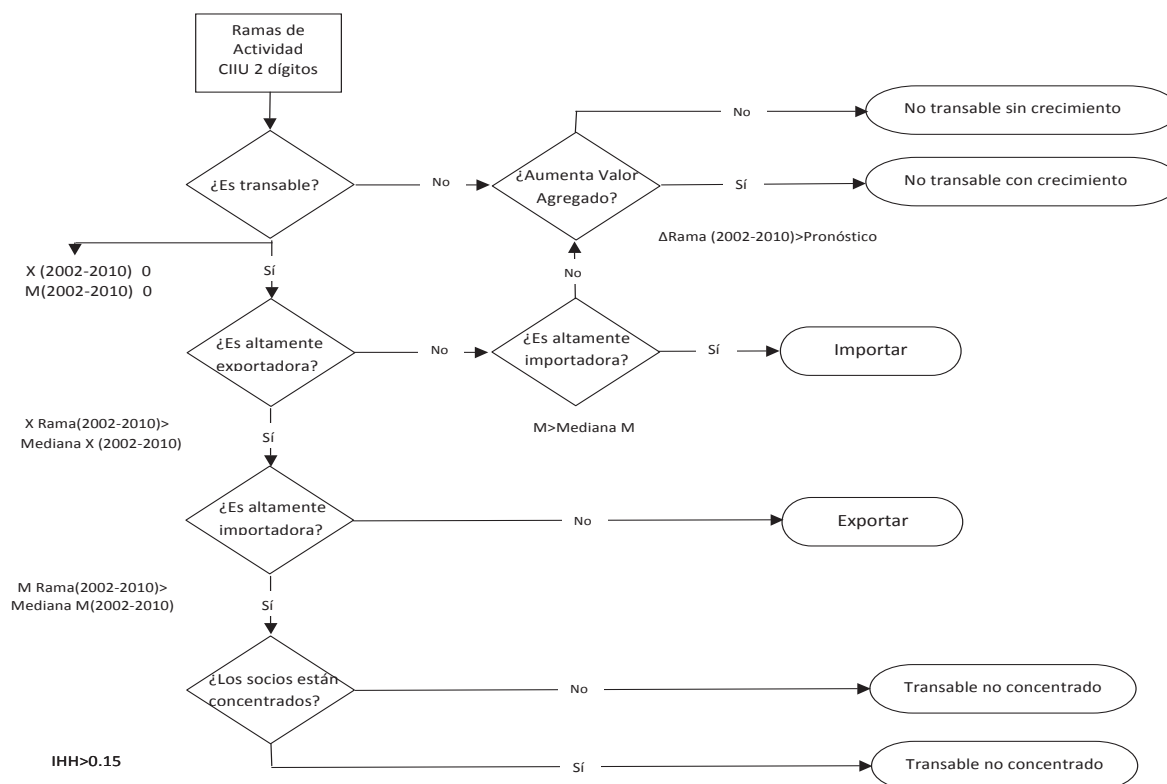 Ramas de
Actividad
CIIU 2 dígitos
No
No transable sin crecimiento
¿Es transable?
No
¿Aumenta Valor
Agregado?
Sí
No transable con crecimiento
ΔRama (2002-2010)>Pronóstico
X (2002-2010) 0
M(2002-2010) 0
Sí
No
¿Es altamente
exportadora?
No
¿Es altamente
importadora?
Sí
Importar
X Rama(2002-2010)>
Mediana X (2002-2010)
Sí
M>Mediana M
¿Es altamente
importadora?
No
Exportar
M Rama(2002-2010)>
Mediana M(2002-2010)
Sí
¿Los socios están
concentrados?
No
Transable no concentrado
IHH>0.15
Sí
Transable no concentrado